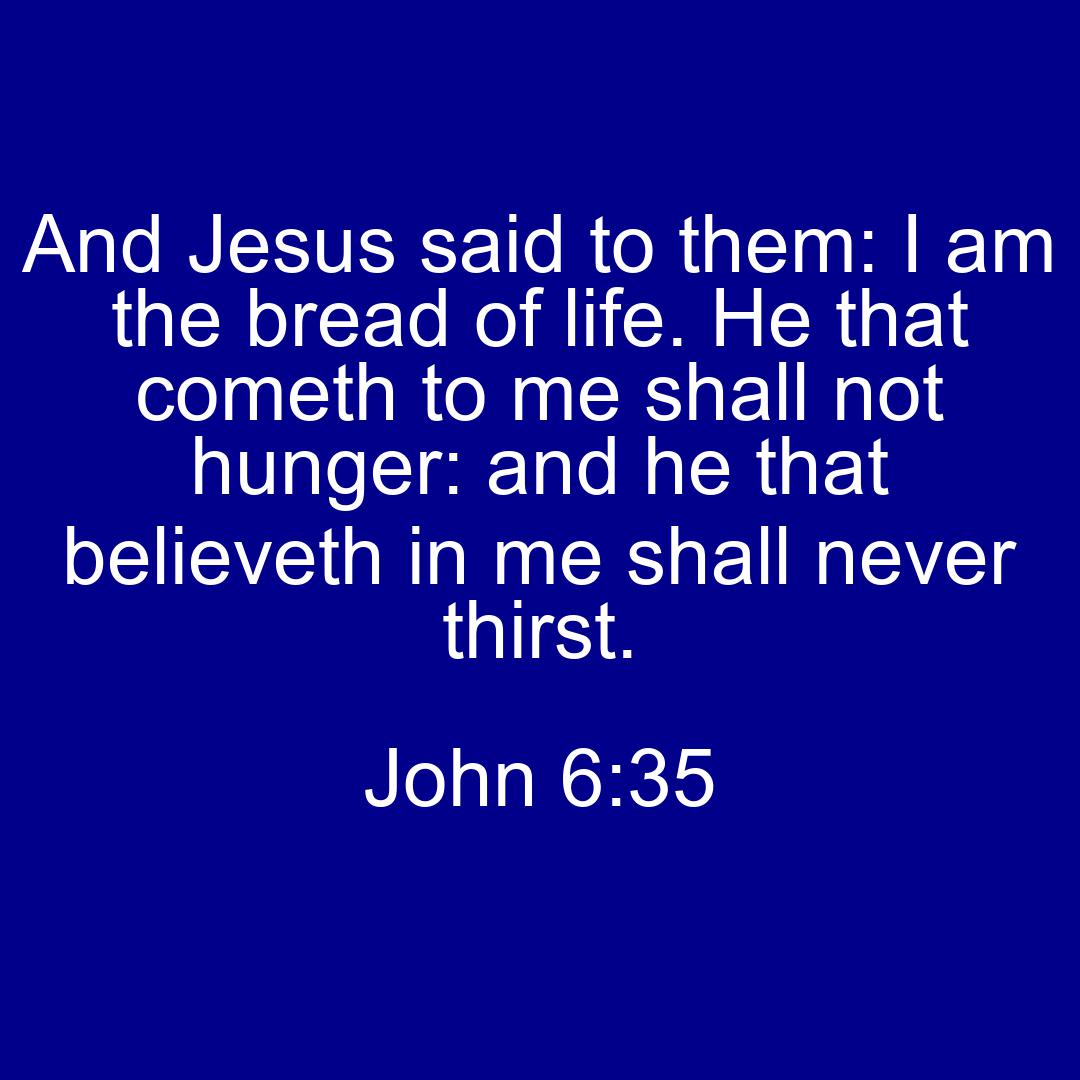 And Jesus said to them: I am
the bread of life. He that
cometh to me shall not
hunger: and he that
believeth in me shall never
thirst.
John 6:35